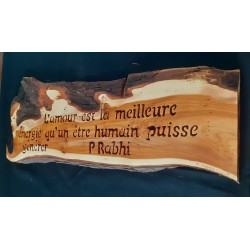 L'amour est la meilleure
énergie qu'un être humain puisse
générer P Rabhi